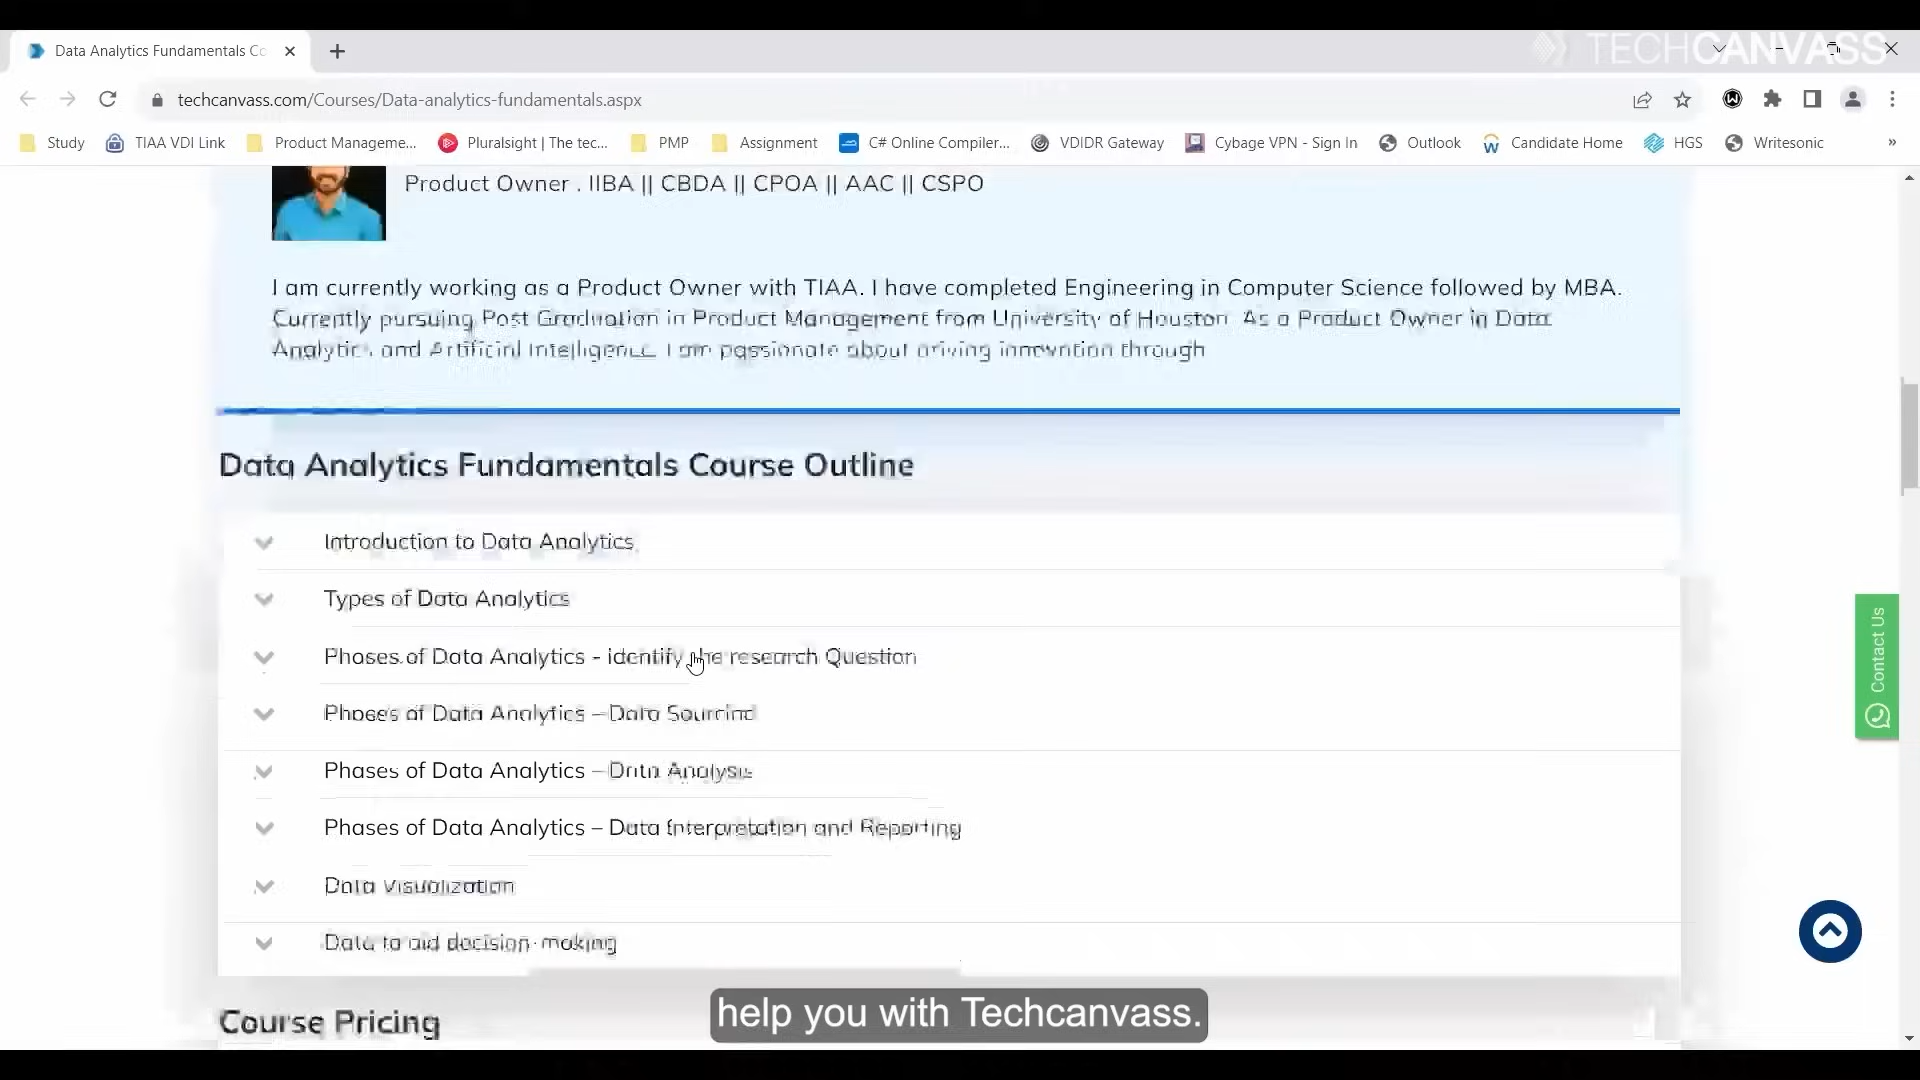 Data Analytics Fundamentals Co
TECHCANVASS
techcanvass.com/Courses/Data-analytics-fundamentals.aspx
Study
TIAA VDI Link
Product Manageme...
Pluralsight | The tec...
PMP
Assignment
C# Online Compiler...
VDIDR Gateway
Cybage VPN - Sign In
Outlook
Candidate Home
HGS
Writesonic
»
Product Owner . IIBA || CBDA || CPOA || AAC || CSPO
I am currently working as a Product Owner with TIAA. I have completed Engineering in Computer Science followed by MBA.
Currently pursuing Post Graduation in Product Management from University of Houston. As a Product Owner in Data
Analytics and Artificial Intelligence. I am passionate about driving innovation through
Data Analytics Fundamentals Course Outline
Introduction to Data Analytics
Types of Data Analytics
Phases of Data Analytics - identify the research Question
Phases of Data Analytics – Data Sourcing
Phases of Data Analytics – Data Analysis
Phases of Data Analytics – Data Interpretation and Reporting
Data Visualization
Data to aid decision-making
Contact Us
Course Pricing
help you with Techcanvass.